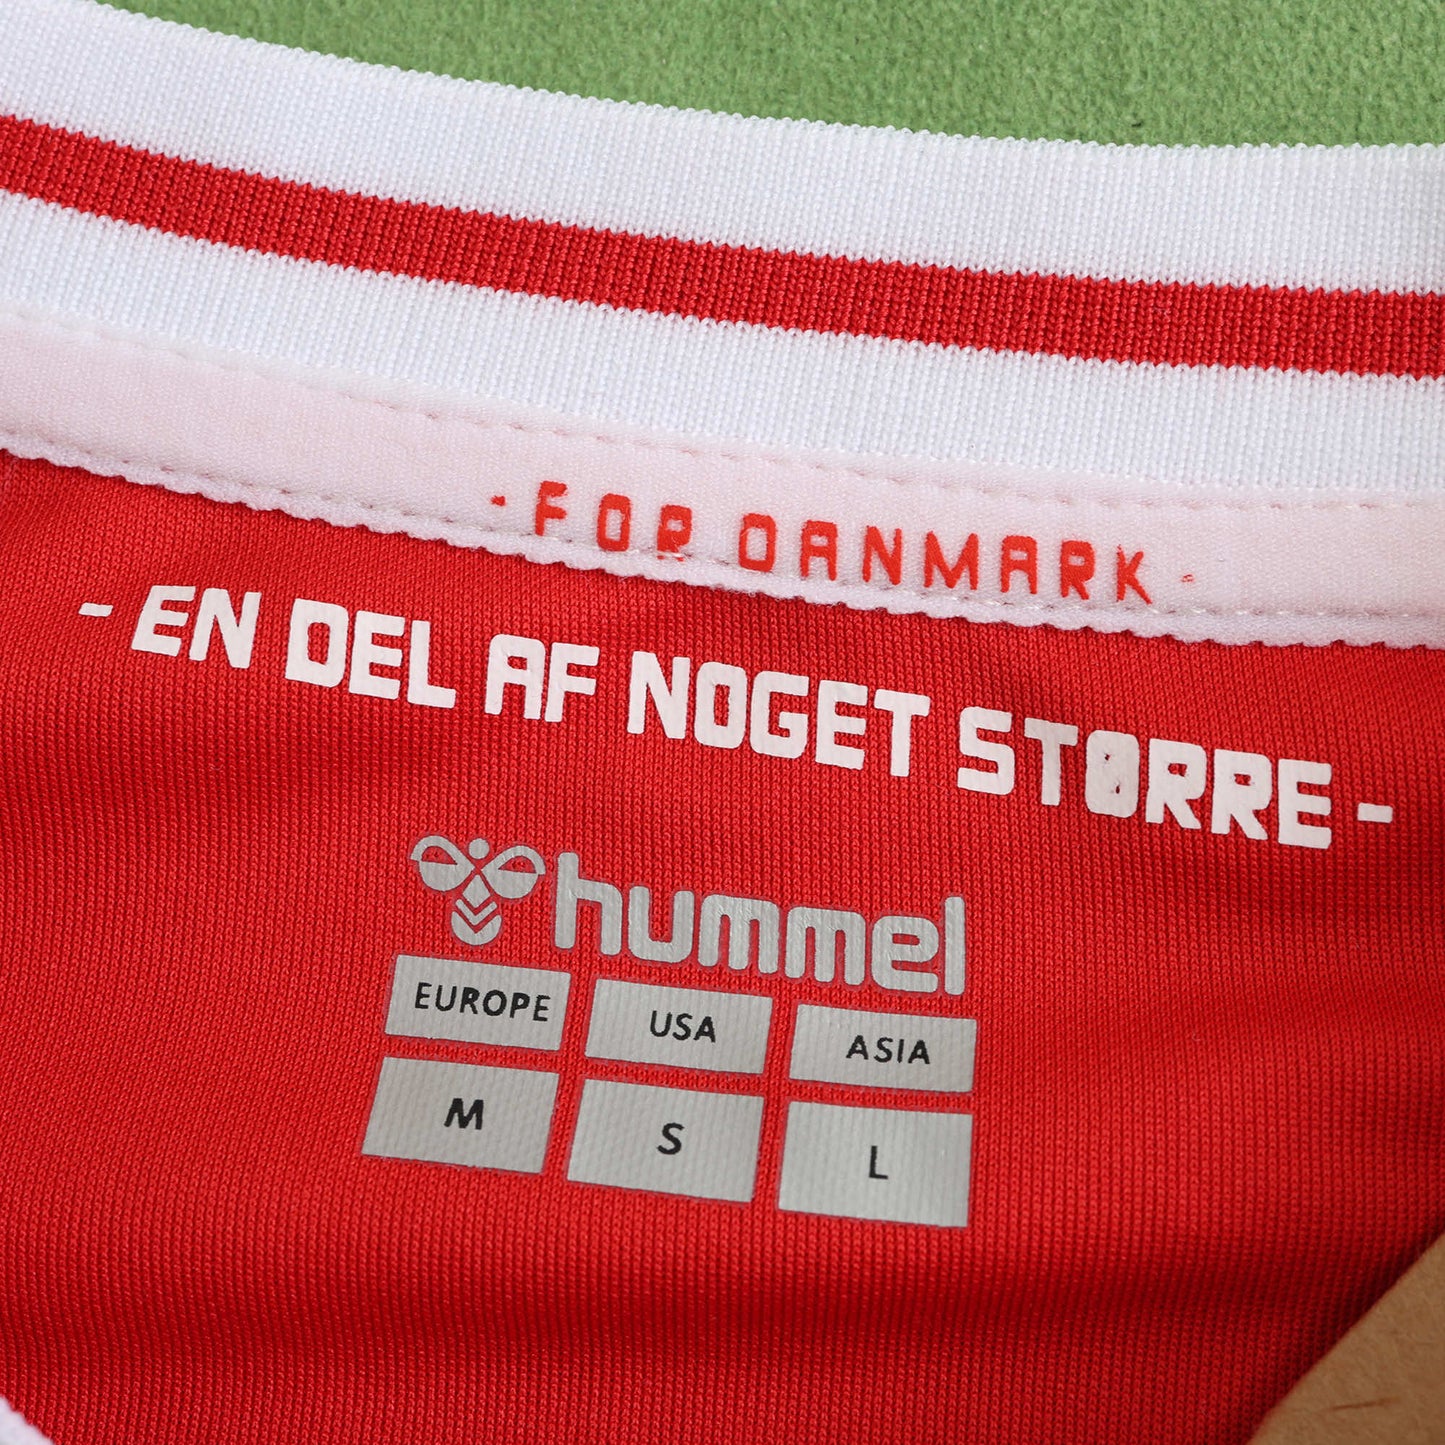 - FOR DANMARK -
- EN DEL AF NOGET STØRRE -
hummel
EUROPE USA ASIA
M S L